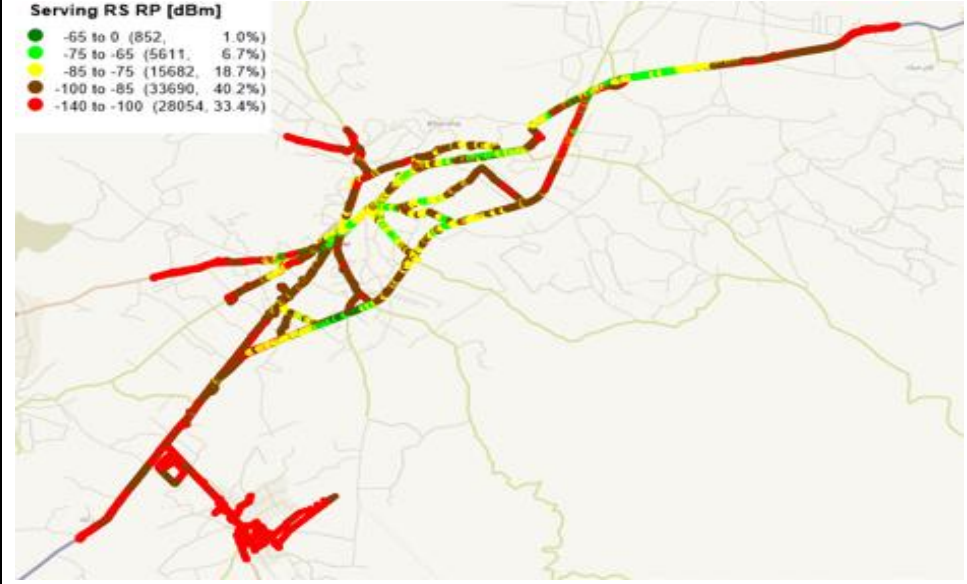 Serving RS RP [dBm]
-65 to 0 (852, 1.0%)
-75 to -65 (5611, 6.7%)
-85 to -75 (15682, 18.7%)
-100 to -85 (33690, 40.2%)
-140 to -100 (28054, 33.4%)